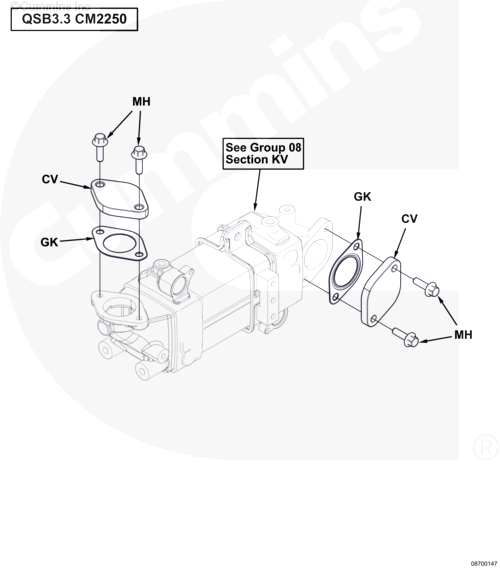 ©Cummins Inc
QSB3.3 CM2250
MH
See Group 08
Section KV
CV
GK
GK
CV
MH
Cummins
®
08700147